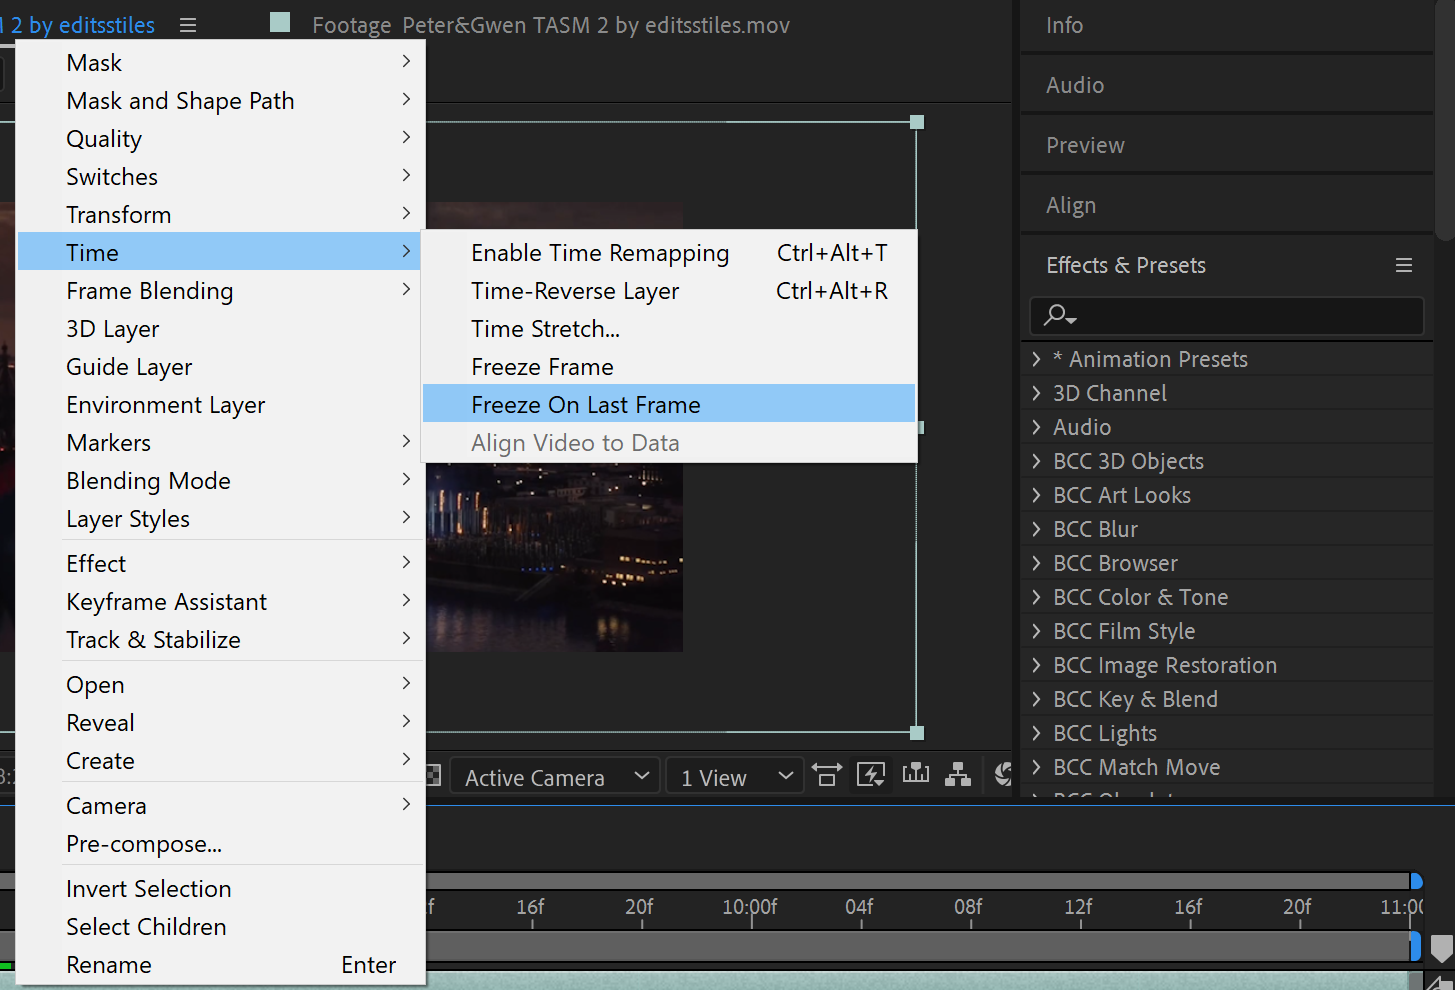 2 by editsstiles
Footage Peter&Gwen TASM 2 by editsstiles.mov
Mask
Mask and Shape Path
Quality
Switches
Transform
Time
Frame Blending
3D Layer
Guide Layer
Environment Layer
Markers
Blending Mode
Layer Styles
Effect
Keyframe Assistant
Track & Stabilize
Open
Reveal
Create
Camera
Pre-compose...
Invert Selection
Select Children
Rename Enter
Enable Time Remapping Ctrl+Alt+T
Time-Reverse Layer Ctrl+Alt+R
Time Stretch...
Freeze Frame
Freeze On Last Frame
Align Video to Data
Active Camera
1 View
16f 20f 10:00f 04f 08f 12f 16f 20f 11:00
Info
Audio
Preview
Align
Effects & Presets
* Animation Presets
3D Channel
Audio
BCC 3D Objects
BCC Art Looks
BCC Blur
BCC Browser
BCC Color & Tone
BCC Film Style
BCC Image Restoration
BCC Key & Blend
BCC Lights
BCC Match Move